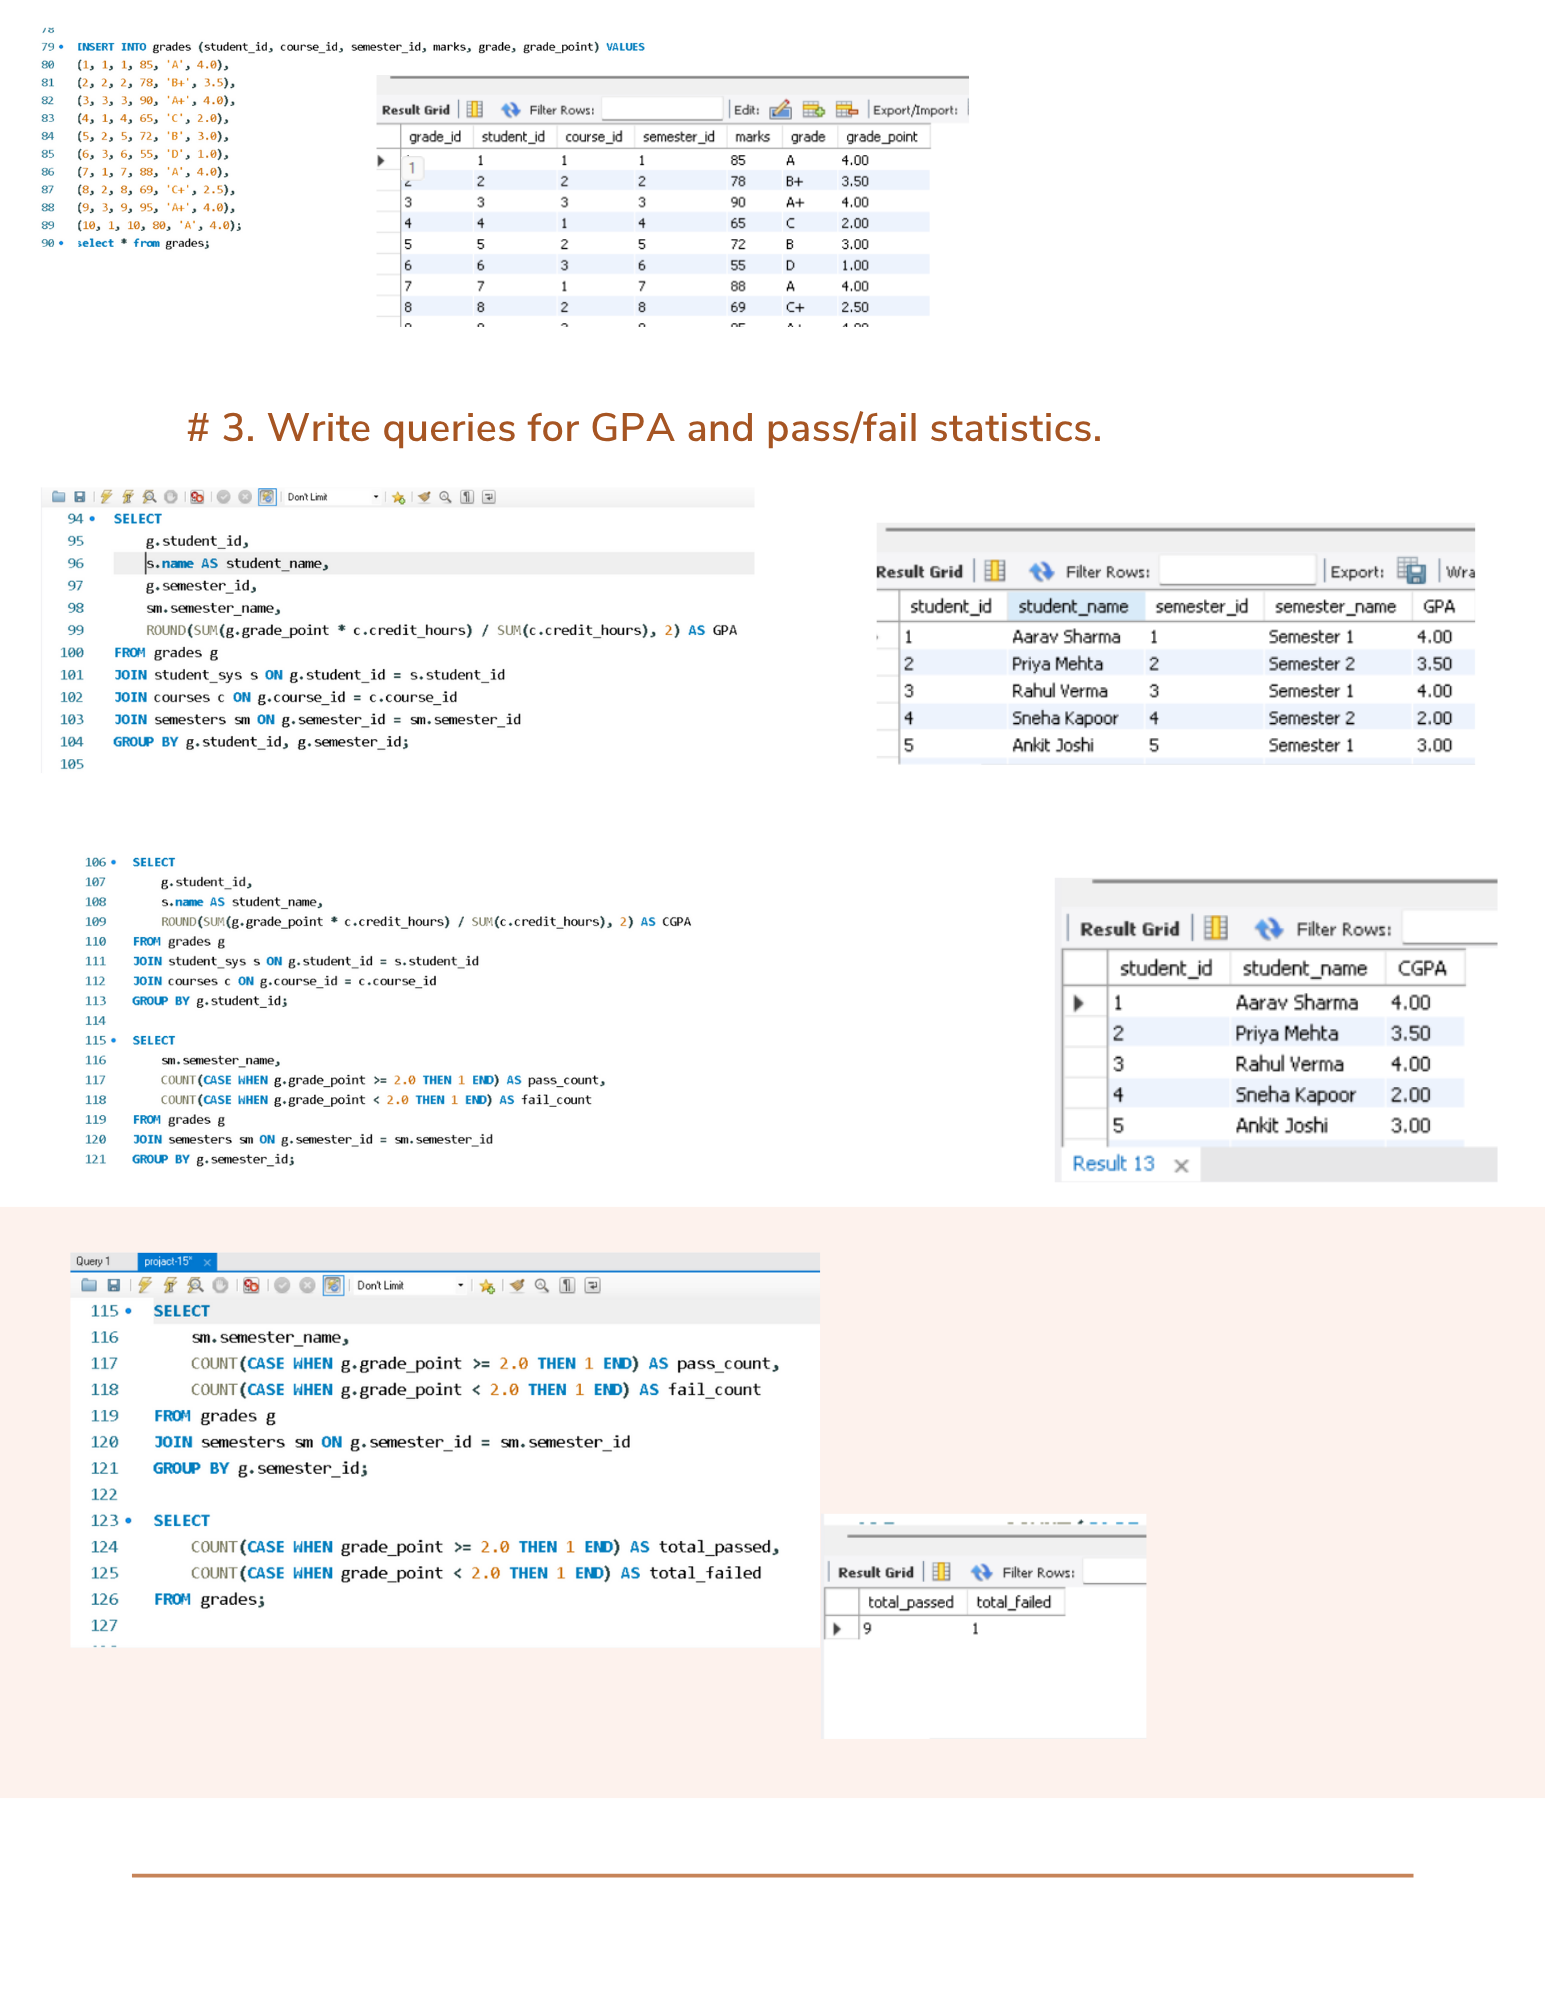 78
79 INSERT INTO grades (student_id, course_id, semester_id, marks, grade, grade_point) VALUES
80 (1, 1, 1, 85, 'A', 4.0),
81 (2, 2, 2, 78, 'B+', 3.5),
82 (3, 3, 3, 90, 'A+', 4.0),
83 (4, 1, 4, 65, 'C', 2.0),
84 (5, 2, 5, 72, 'B', 3.0),
85 (6, 3, 6, 55, 'D', 1.0),
86 (7, 1, 7, 88, 'A', 4.0),
87 (8, 2, 8, 69, 'C+', 2.5),
88 (9, 3, 9, 95, 'A+', 4.0),
89 (10, 1, 10, 80, 'A', 4.0);
90 select * from grades;
Result Grid Filter Rows: Edit: Export/Import:
grade_id student_id course_id semester_id marks grade grade_point
1 1 1 1 85 A 4.00
2 2 2 2 78 B+ 3.50
3 3 3 3 90 A+ 4.00
4 4 1 4 65 C 2.00
5 5 2 5 72 B 3.00
6 6 3 6 55 D 1.00
7 7 1 7 88 A 4.00
8 8 2 8 69 C+ 2.50
# 3. Write queries for GPA and pass/fail statistics.
Don't Limit
94 SELECT
95 g.student_id,
96 s.name AS student_name,
97 g.semester_id,
98 sm.semester_name,
99 ROUND(SUM(g.grade_point * c.credit_hours) / SUM(c.credit_hours), 2) AS GPA
100 FROM grades g
101 JOIN student_sys s ON g.student_id = s.student_id
102 JOIN courses c ON g.course_id = c.course_id
103 JOIN semesters sm ON g.semester_id = sm.semester_id
104 GROUP BY g.student_id, g.semester_id;
105
Result Grid Filter Rows: Export: Wra
student_id student_name semester_id semester_name GPA
1 Aarav Sharma 1 Semester 1 4.00
2 Priya Mehta 2 Semester 2 3.50
3 Rahul Verma 3 Semester 1 4.00
4 Sneha Kapoor 4 Semester 2 2.00
5 Ankit Joshi 5 Semester 1 3.00
106 SELECT
107 g.student_id,
108 s.name AS student_name,
109 ROUND(SUM(g.grade_point * c.credit_hours) / SUM(c.credit_hours), 2) AS CGPA
110 FROM grades g
111 JOIN student_sys s ON g.student_id = s.student_id
112 JOIN courses c ON g.course_id = c.course_id
113 GROUP BY g.student_id;
114
115 SELECT
116 sm.semester_name,
117 COUNT(CASE WHEN g.grade_point >= 2.0 THEN 1 END) AS pass_count,
118 COUNT(CASE WHEN g.grade_point < 2.0 THEN 1 END) AS fail_count
119 FROM grades g
120 JOIN semesters sm ON g.semester_id = sm.semester_id
121 GROUP BY g.semester_id;
Result Grid Filter Rows:
student_id student_name CGPA
1 Aarav Sharma 4.00
2 Priya Mehta 3.50
3 Rahul Verma 4.00
4 Sneha Kapoor 2.00
5 Ankit Joshi 3.00
Result 13
Query 1 project-15*
Don't Limit
115 SELECT
116 sm.semester_name,
117 COUNT(CASE WHEN g.grade_point >= 2.0 THEN 1 END) AS pass_count,
118 COUNT(CASE WHEN g.grade_point < 2.0 THEN 1 END) AS fail_count
119 FROM grades g
120 JOIN semesters sm ON g.semester_id = sm.semester_id
121 GROUP BY g.semester_id;
122
123 SELECT
124 COUNT(CASE WHEN grade_point >= 2.0 THEN 1 END) AS total_passed,
125 COUNT(CASE WHEN grade_point < 2.0 THEN 1 END) AS total_failed
126 FROM grades;
127
Result Grid Filter Rows:
total_passed total_failed
9 1